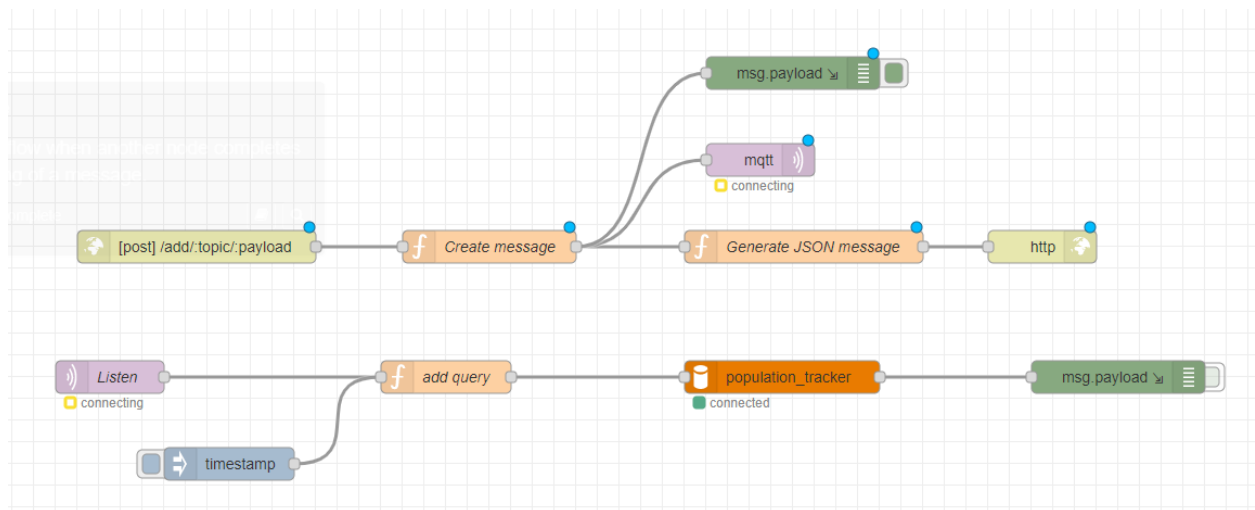 msg.payload
mqtt
connecting
[post] /add/:topic/:payload
Create message
Generate JSON message
http
Listen
connecting
add query
population_tracker
connected
msg.payload
timestamp